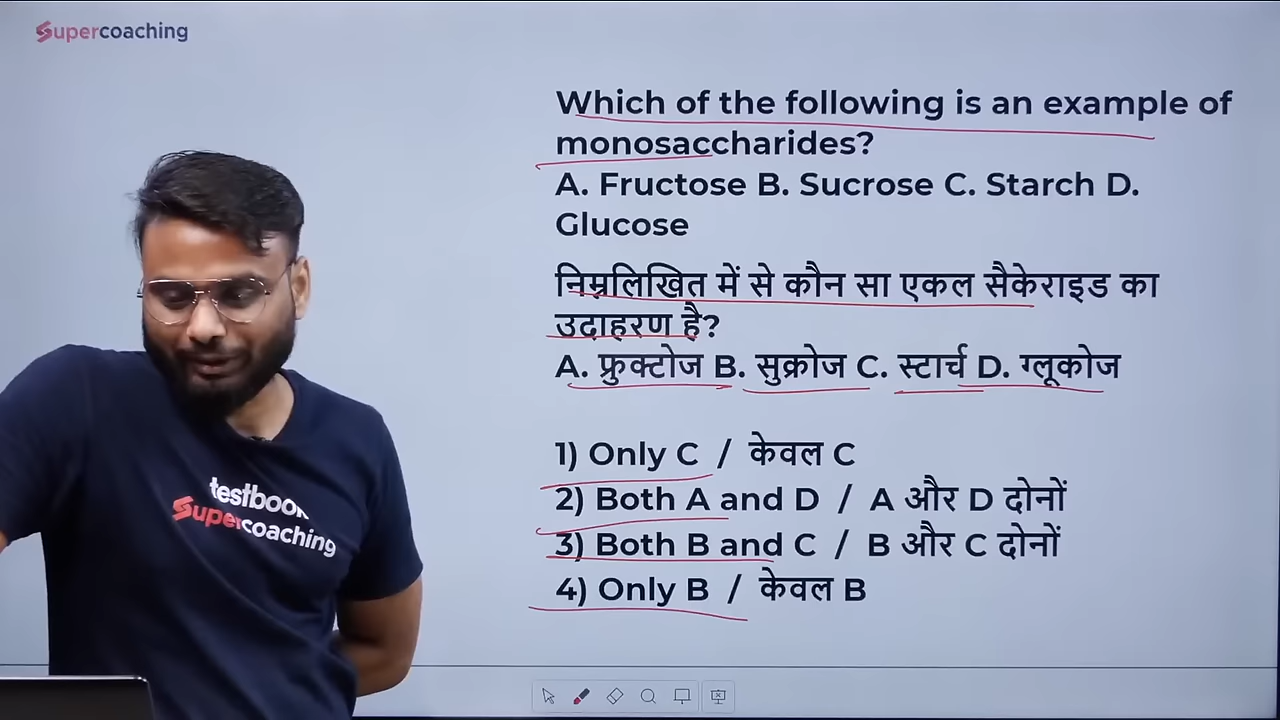 Supercoaching
Which of the following is an example of
monosaccharides?
A. Fructose B. Sucrose C. Starch D.
Glucose
निम्नलिखित में से कौन सा एकल सैकेराइड का
उदाहरण है?
A. फ्रुक्टोज B. सुक्रोज C. स्टार्च D. ग्लूकोज
1) Only C / केवल C
2) Both A and D / A और D दोनों
3) Both B and C / B और C दोनों
4) Only B / केवल B
testbook
Supercoaching